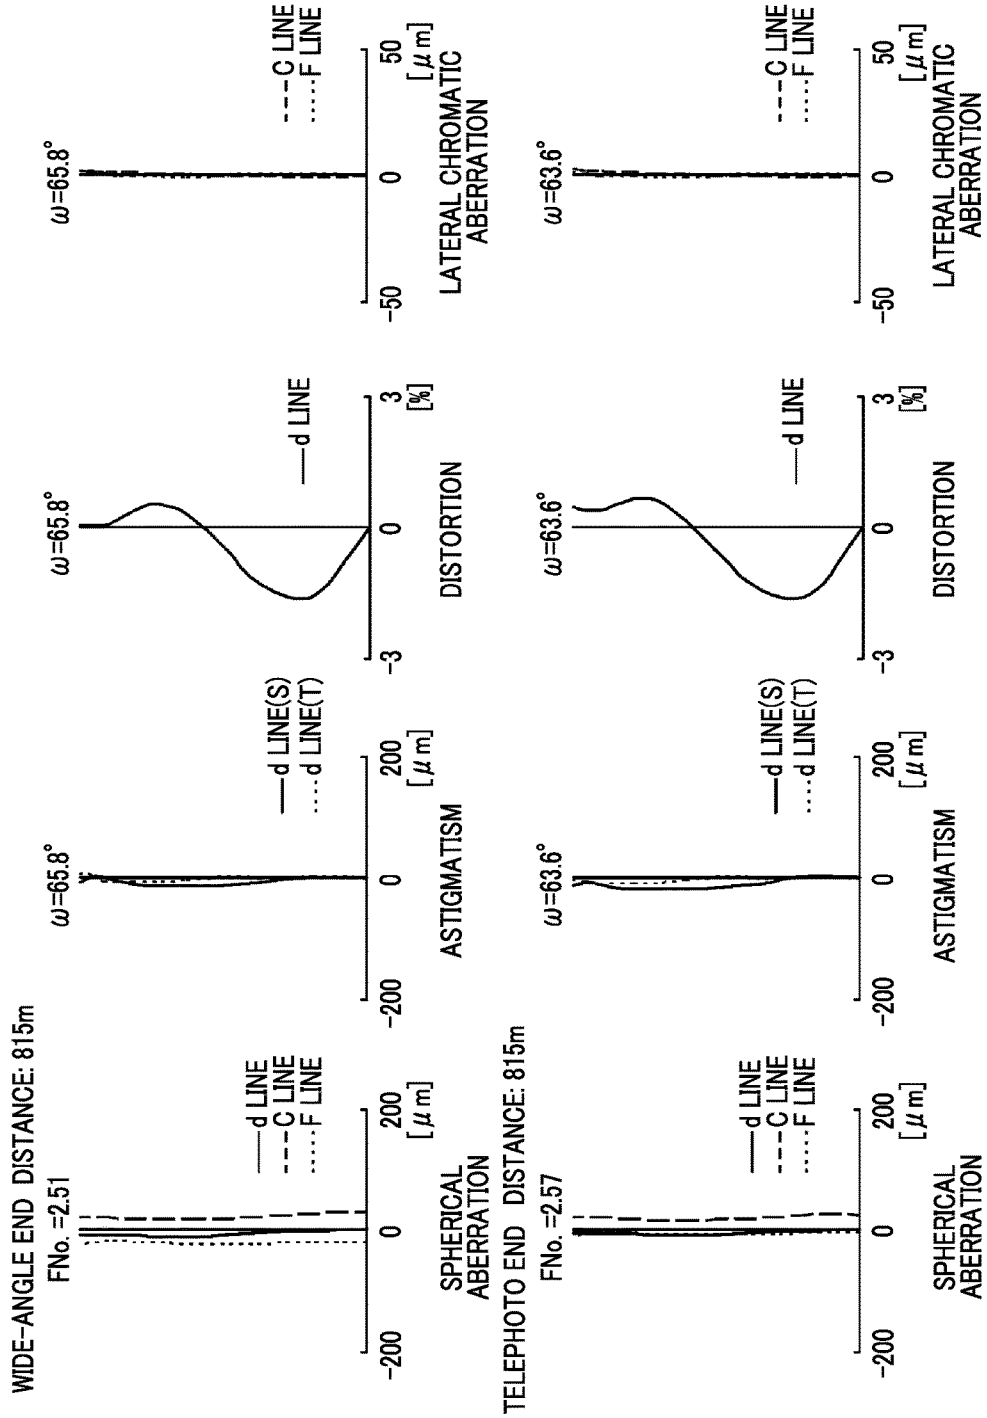 WIDE-ANGLE END DISTANCE: 815m
FNo. =2.51
d LINE
C LINE
F LINE
-200
0
200
[μm]
SPHERICAL
ABERRATION
ω=65.8°
d LINE(S)
d LINE(T)
-200
0
200
[μm]
ASTIGMATISM
ω=65.8°
d LINE
-3
0
3
[%]
DISTORTION
ω=65.8°
C LINE
F LINE
-50
0
50
[μm]
LATERAL CHROMATIC
ABERRATION
TELEPHOTO END DISTANCE: 815m
FNo. =2.57
d LINE
C LINE
F LINE
-200
0
200
[μm]
SPHERICAL
ABERRATION
ω=63.6°
d LINE(S)
d LINE(T)
-200
0
200
[μm]
ASTIGMATISM
ω=63.6°
d LINE
-3
0
3
[%]
DISTORTION
ω=63.6°
C LINE
F LINE
-50
0
50
[μm]
LATERAL CHROMATIC
ABERRATION